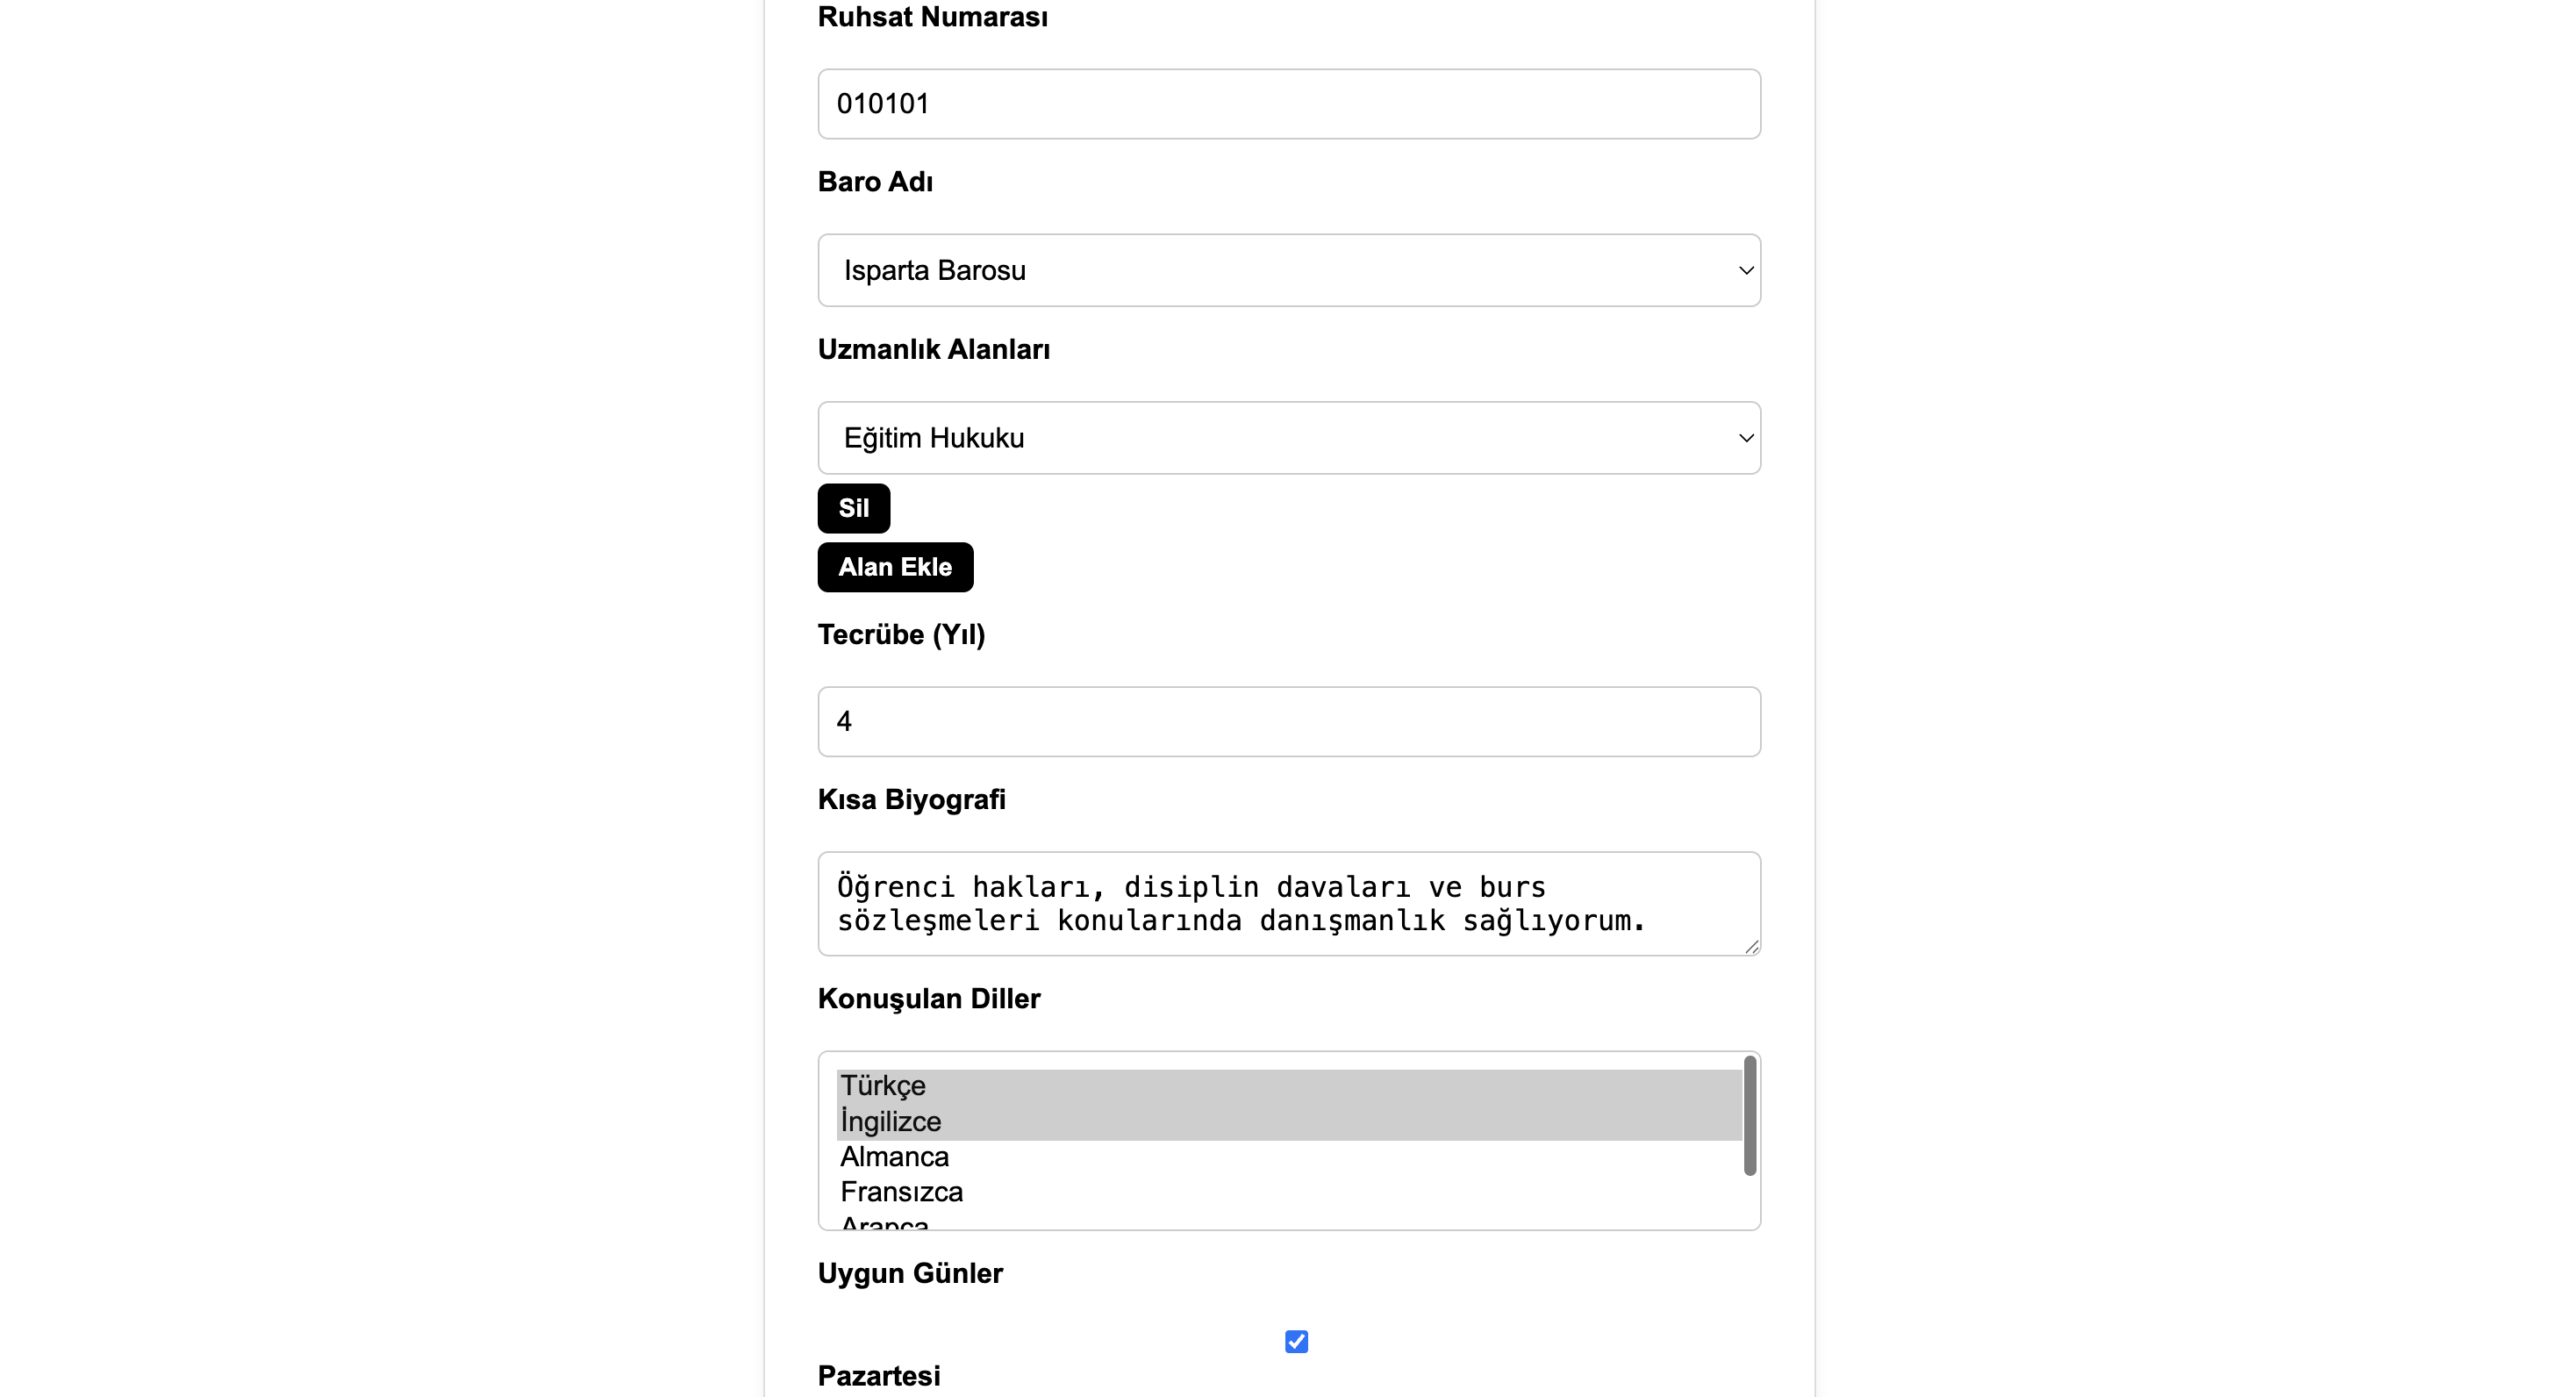 Ruhsat Numarası
010101
Baro Adı
Isparta Barosu
Uzmanlık Alanları
Eğitim Hukuku
Sil
Alan Ekle
Tecrübe (Yıl)
4
Kısa Biyografi
Öğrenci hakları, disiplin davaları ve burs
sözleşmeleri konularında danışmanlık sağlıyorum.
Konuşulan Diller
Türkçe
İngilizce
Almanca
Fransızca
Arapça
Uygun Günler
Pazartesi